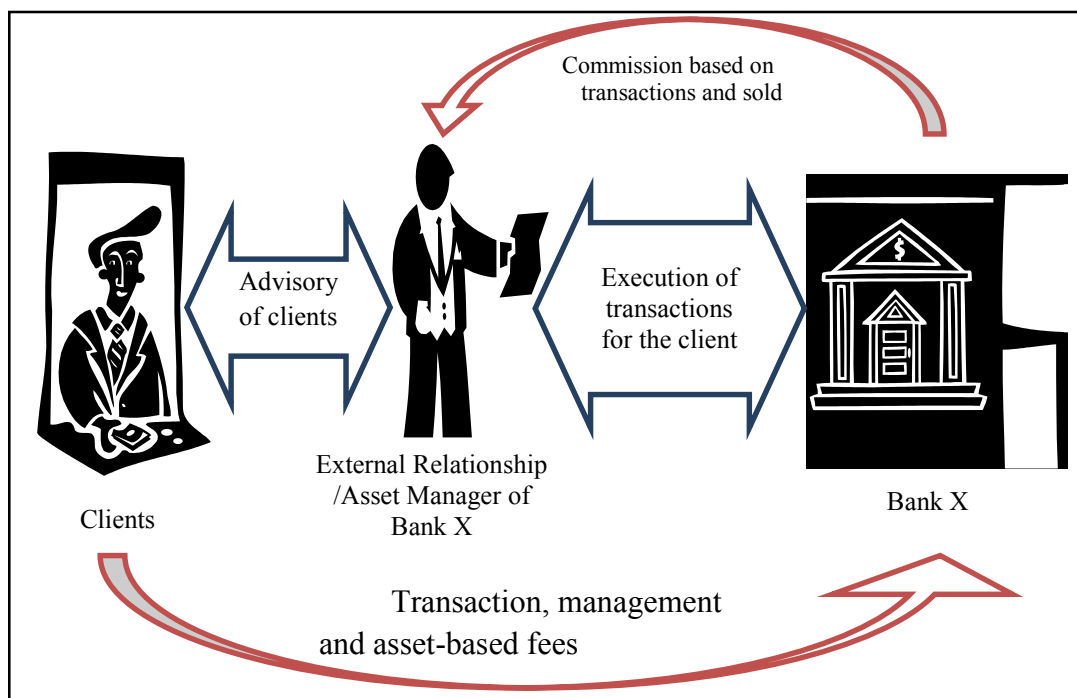 Commission based on
transactions and sold
Advisory
of clients
Execution of
transactions
for the client
$
External Relationship
/Asset Manager of
Bank X
Clients
Bank X
Transaction, management
and asset-based fees